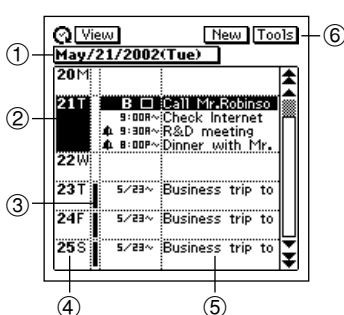 View New Tools ⑥
① May/21/2002(Tue)
20M
② 21T B Call Mr.Robinso
9:00A~ Check Internet
9:30A~ R&D meeting
8:00P~ Dinner with Mr.
22W
③ 23T 5/23~ Business trip to
24F 5/23~ Business trip to
25S 5/23~ Business trip to
④ ⑤